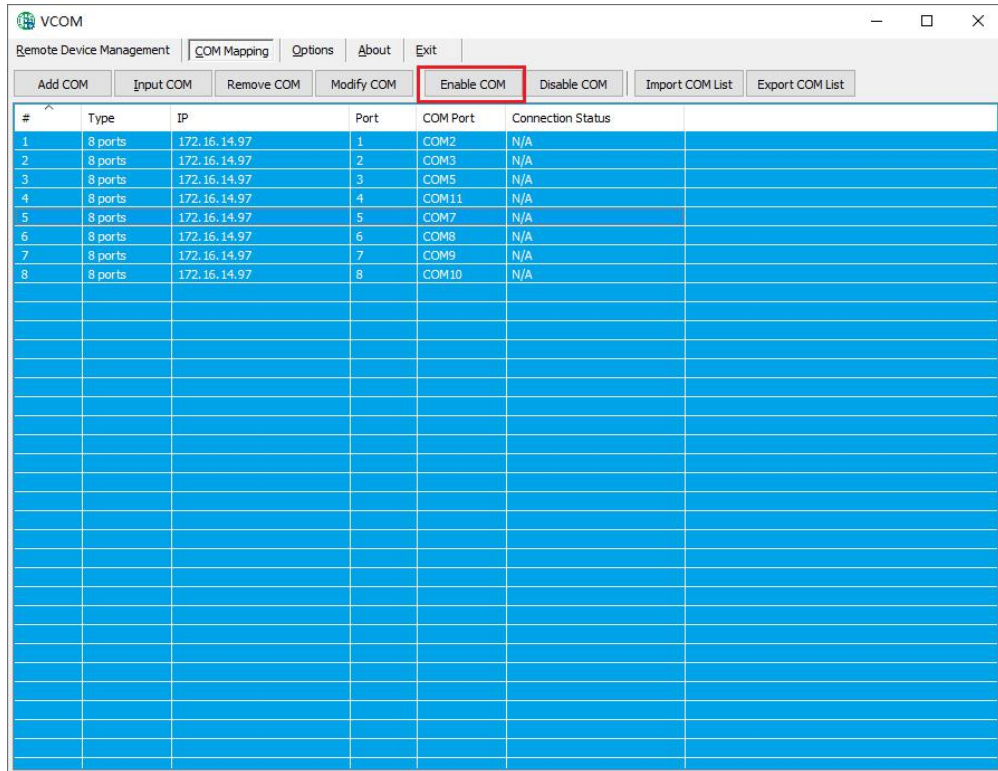 VCOM
Remote Device Management COM Mapping Options About Exit
Add COM Input COM Remove COM Modify COM Enable COM Disable COM Import COM List Export COM List
# Type IP Port COM Port Connection Status
1 8 ports 172.16.14.97 1 COM2 N/A
2 8 ports 172.16.14.97 2 COM3 N/A
3 8 ports 172.16.14.97 3 COM5 N/A
4 8 ports 172.16.14.97 4 COM11 N/A
5 8 ports 172.16.14.97 5 COM7 N/A
6 8 ports 172.16.14.97 6 COM8 N/A
7 8 ports 172.16.14.97 7 COM9 N/A
8 8 ports 172.16.14.97 8 COM10 N/A